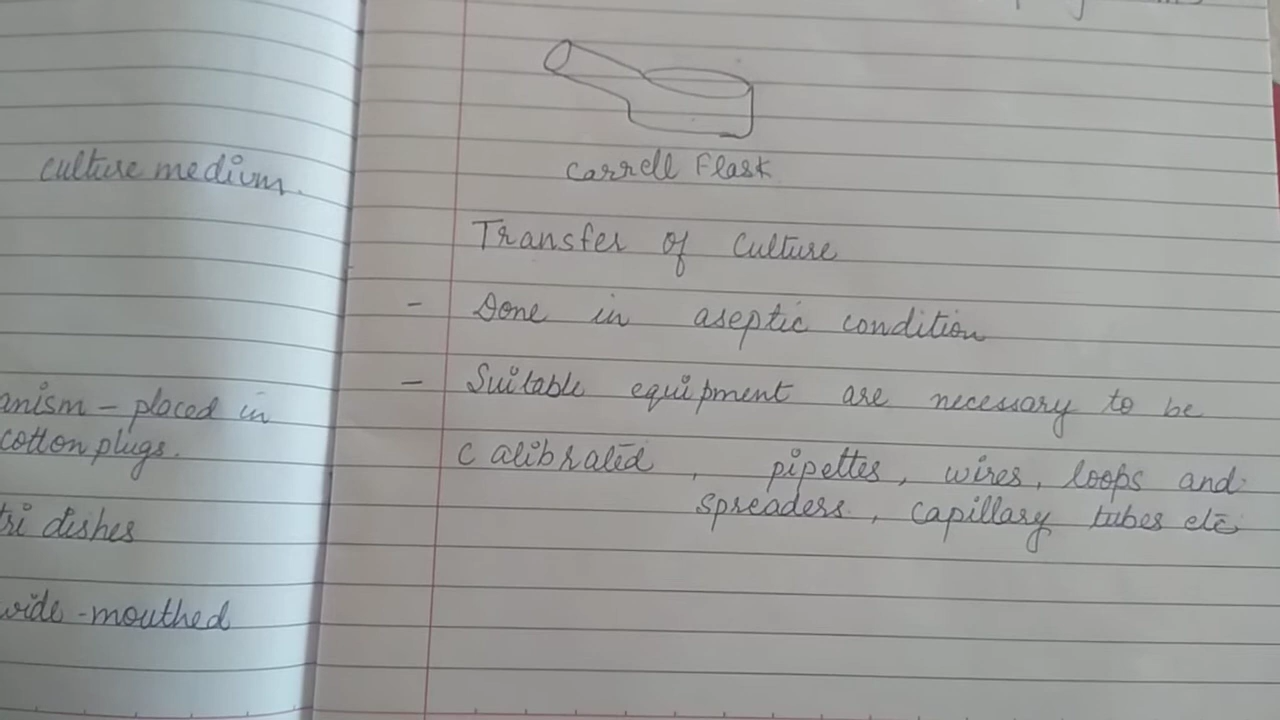 culture medium.
anism - placed in
cotton plugs.
tri dishes
wide - mouthed
Carrell Flask
Transfer of Culture
- Done in aseptic condition
- Suitable equipment are necessary to be
calibrated, pipettes, wires, loops and
spreaders, capillary tubes etc